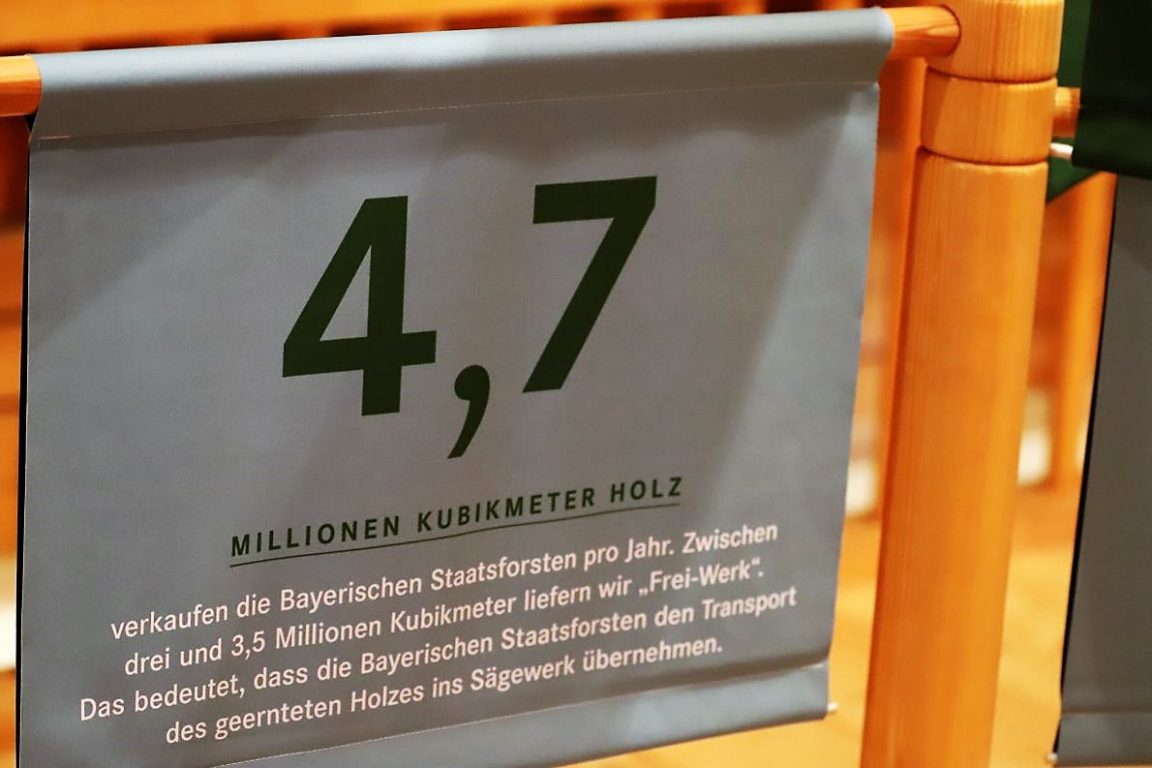 4,7
MILLIONEN KUBIKMETER HOLZ
verkaufen die Bayerischen Staatsforsten pro Jahr. Zwischen
drei und 3,5 Millionen Kubikmeter liefern wir „Frei-Werk“.
Das bedeutet, dass die Bayerischen Staatsforsten den Transport
des geernteten Holzes ins Sägewerk übernehmen.